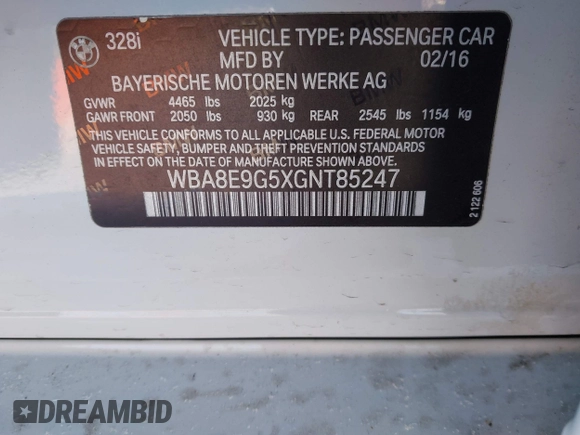 328i VEHICLE TYPE: PASSENGER CAR
MFD BY 02/16
BAYERISCHE MOTOREN WERKE AG
GVWR 4465 lbs 2025 kg
GAWR FRONT 2050 lbs 930 kg REAR 2545 lbs 1154 kg
THIS VEHICLE CONFORMS TO ALL APPLICABLE U.S. FEDERAL MOTOR
VEHICLE SAFETY, BUMPER AND THEFT PREVENTION STANDARDS
IN EFFECT ON THE DATE OF MANUFACTURE SHOWN ABOVE.
WBA8E9G5XGNT85247
2 122 606
DREAMBID